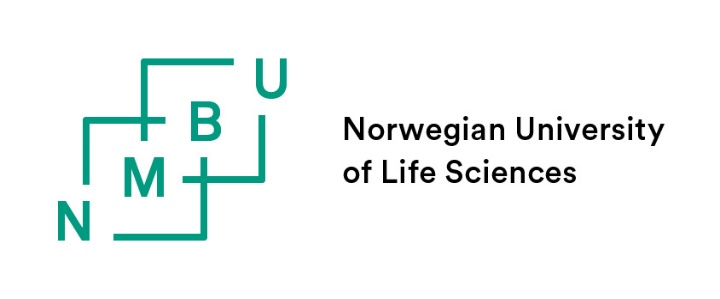 NMBU
Norwegian University
of Life Sciences